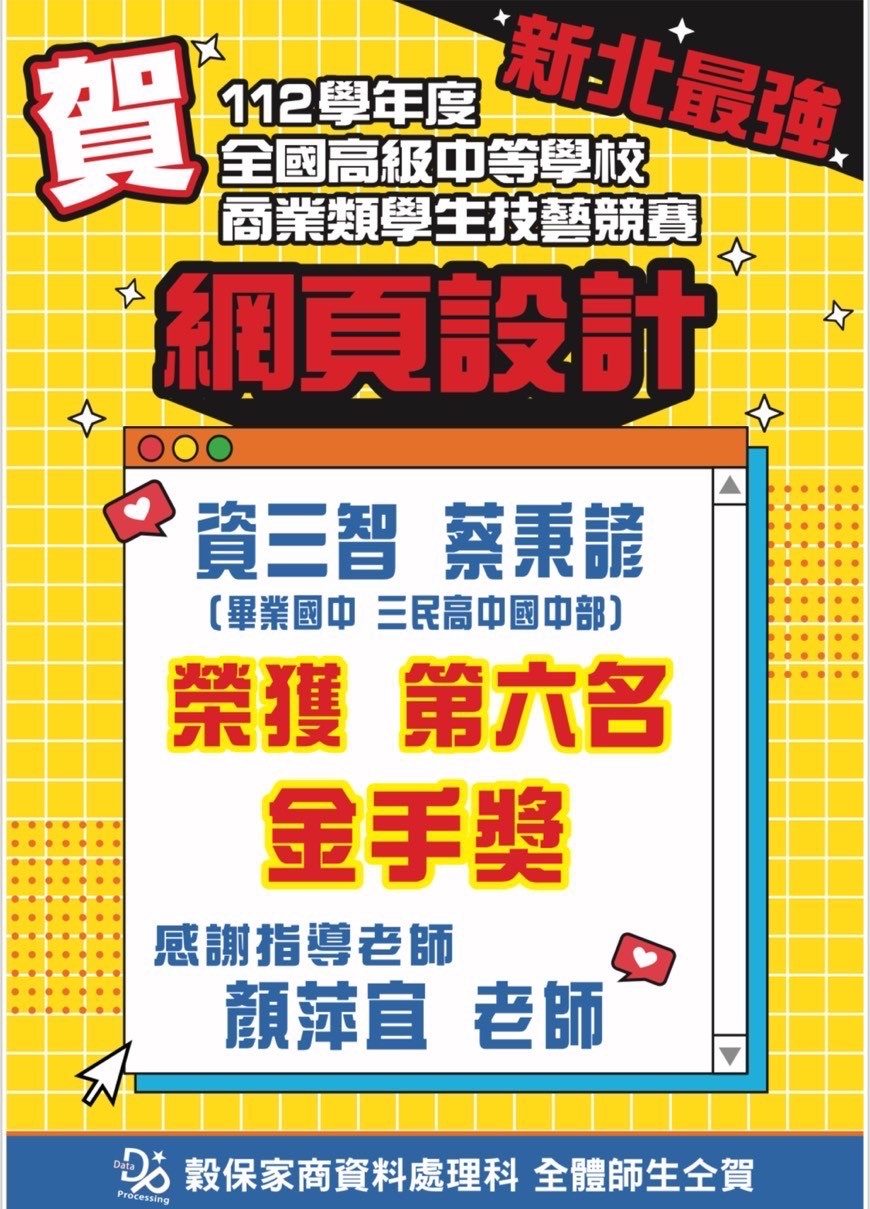 賀
新北最強
112學年度
全國高級中等學校
商業類學生技藝競賽
網頁設計
資三智 蔡秉諺
(畢業國中 三民高中國中部)
榮獲 第六名
金手獎
感謝指導老師
顏萍宜 老師
Data Processing
穀保家商資料處理科 全體師生仝賀